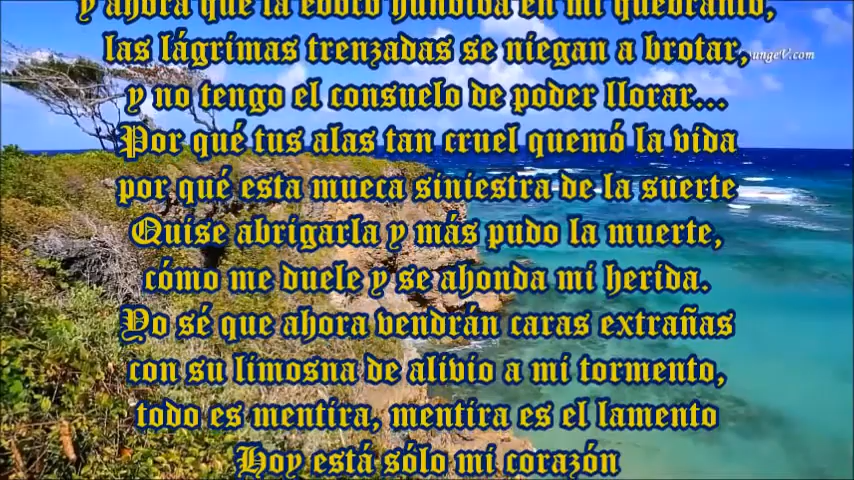 y ahora que la evoco hundida en mi quebranto,
las lágrimas trenzadas se niegan a brotar,
y no tengo el consuelo de poder llorar...
Por qué tus alas tan cruel quemó la vida
por qué esta mueca siniestra de la suerte
Quise abrigarla y más pudo la muerte,
cómo me duele y se ahonda mi herida.
Yo sé que ahora vendrán caras extrañas
con su limosna de alivio a mi tormento,
todo es mentira, mentira es el lamento
Hoy está sólo mi corazón